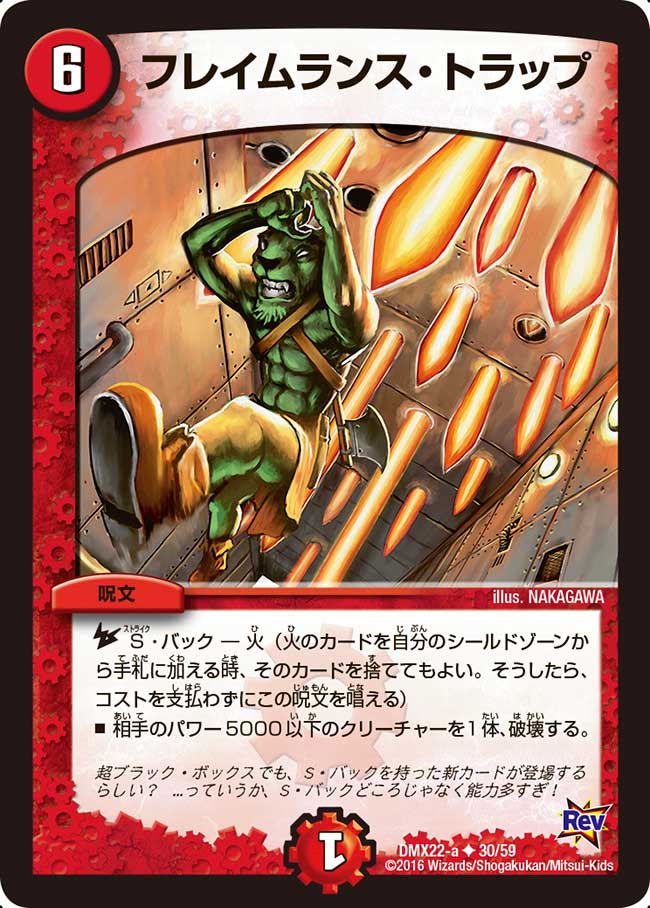 6
フレイムランス・トラップ
呪文
illus. NAKAGAWA
S・バック ― 火（火のカードを自分のシールドゾーンか
ら手札に加える時、そのカードを捨ててもよい。そうしたら、
コストを支払わずにこの呪文を唱える）
■ 相手のパワー5000以下のクリーチャーを1体、破壊する。
超ブラック・ボックスでも、S・バックを持った新カードが登場する
らしい？ …っていうか、S・バックどころじゃなく能力多すぎ！
1
Rev
DMX22-a ◆ 30/59
©2016 Wizards/Shogakukan/Mitsui-Kids